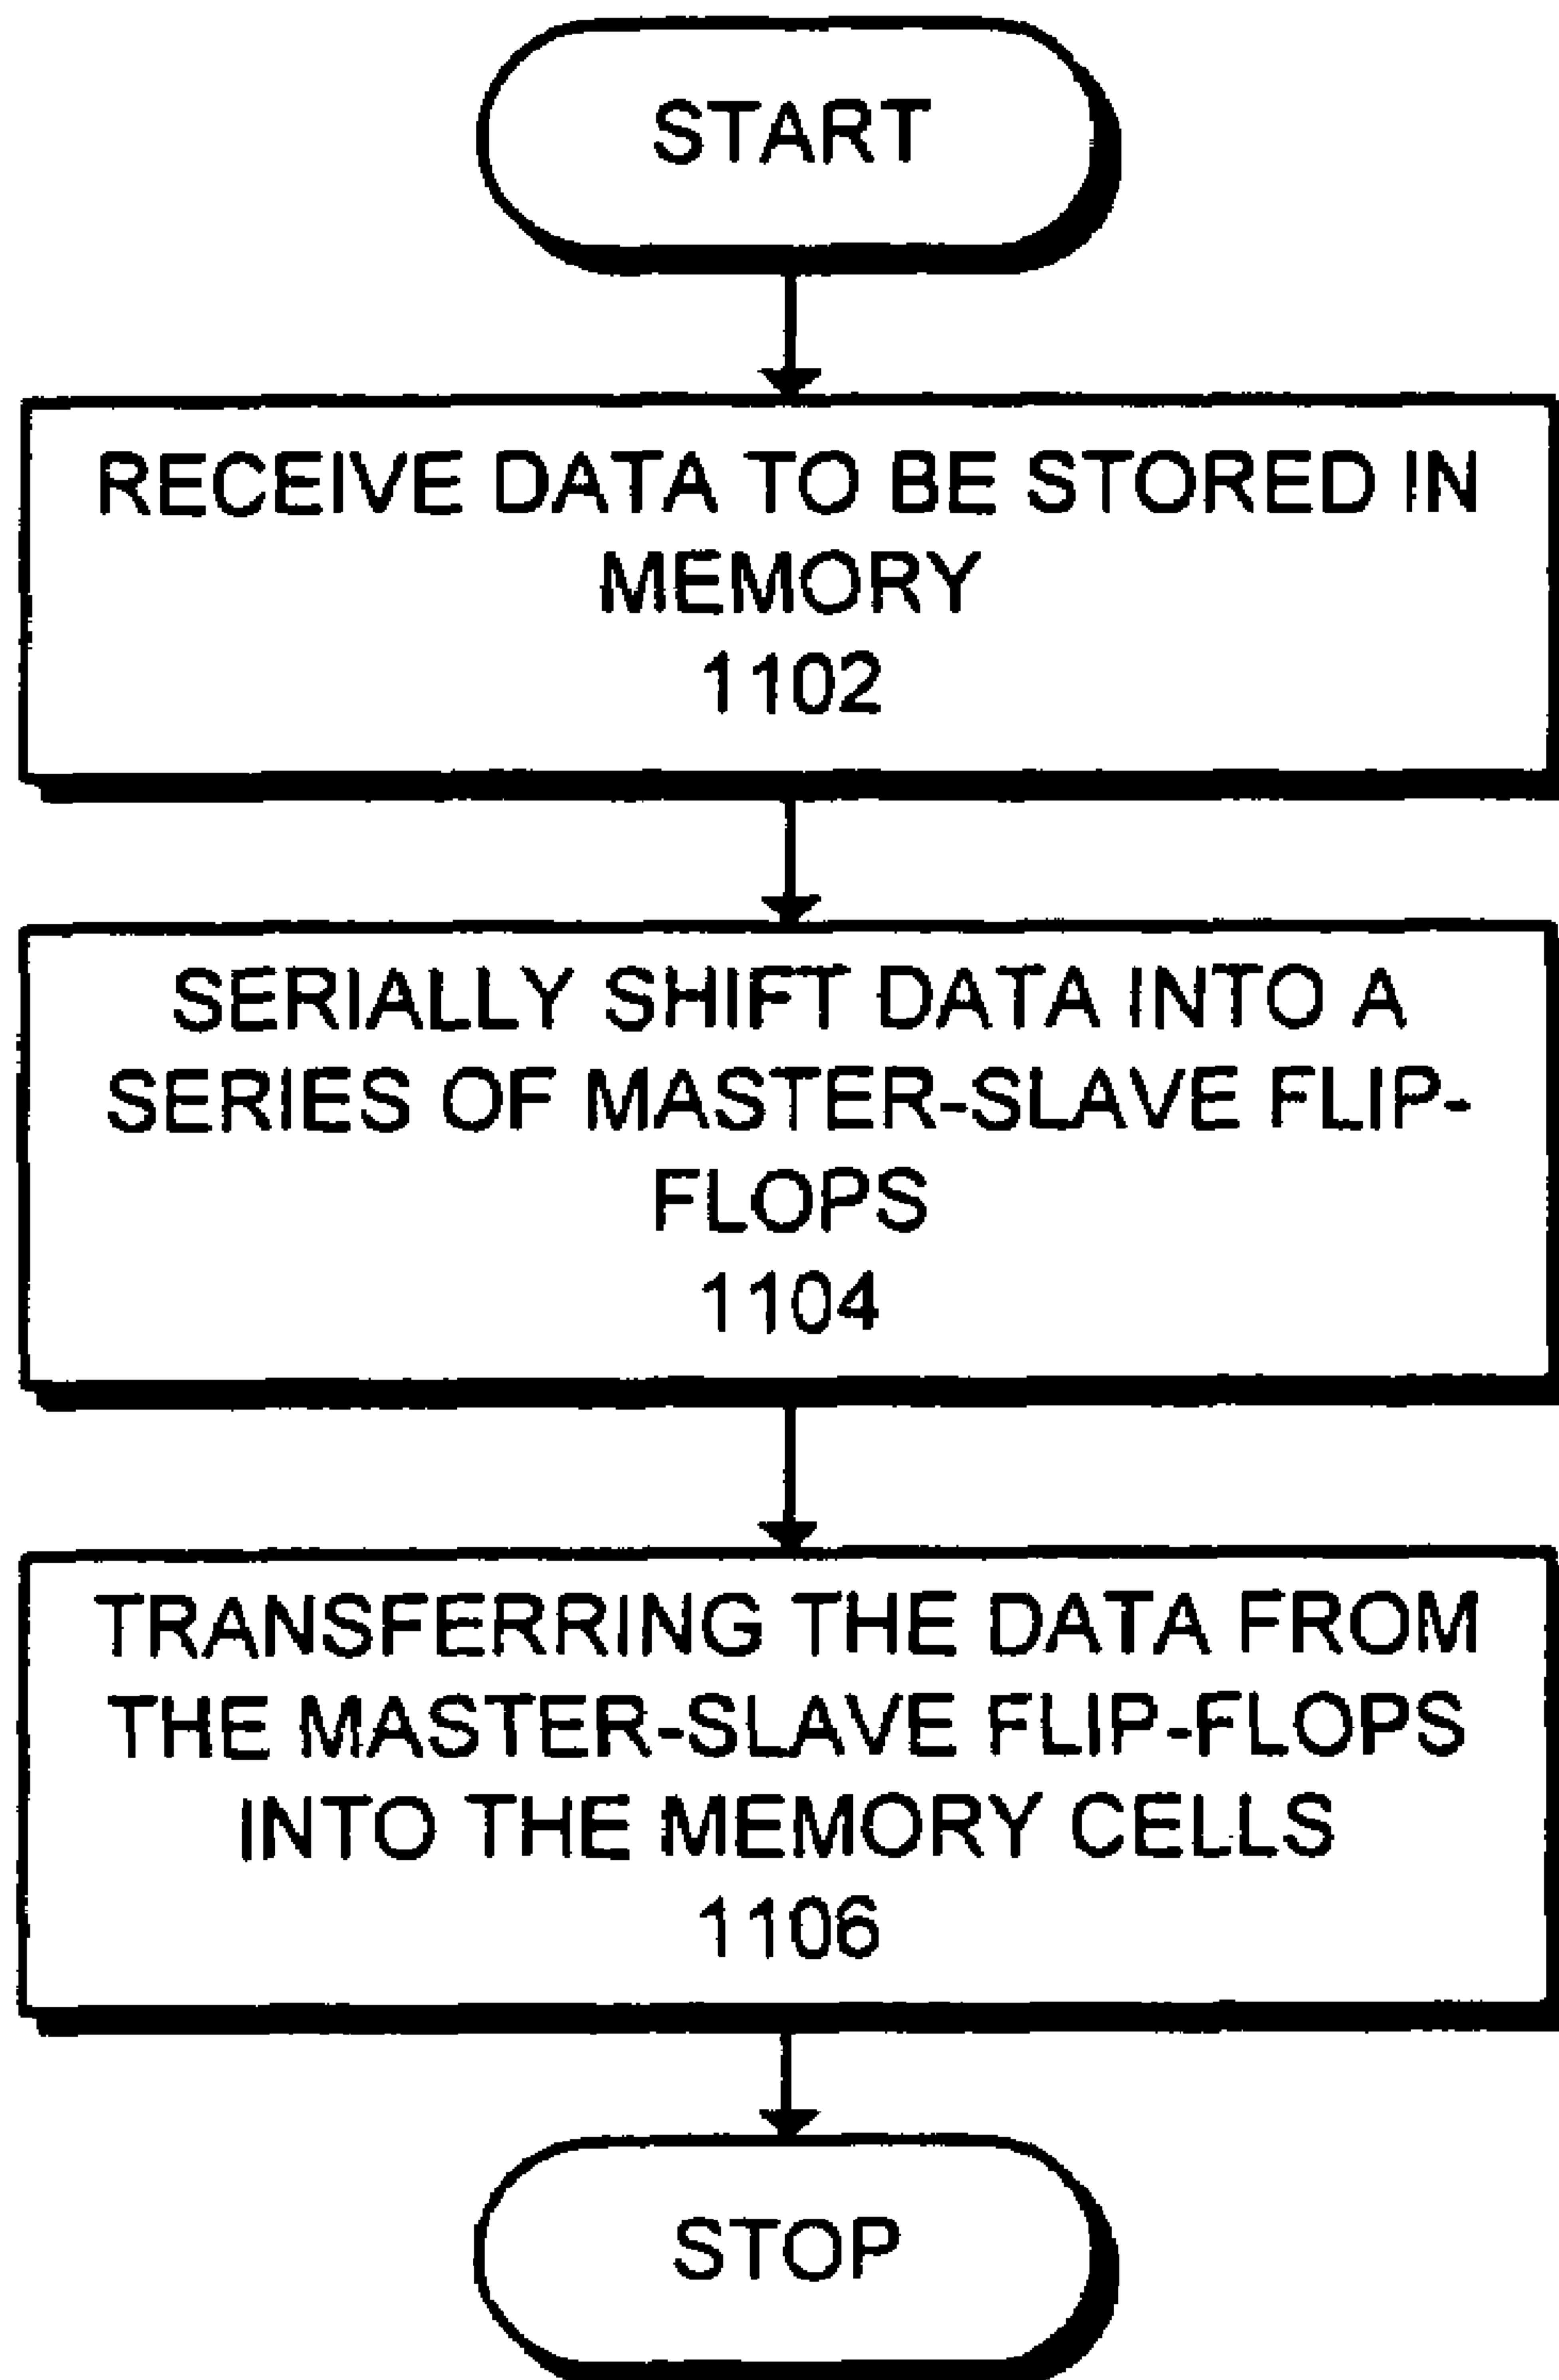 START
RECEIVE DATA TO BE STORED IN
MEMORY
1102
SERIALLY SHIFT DATA INTO A
SERIES OF MASTER-SLAVE FLIP-
FLOPS
1104
TRANSFERRING THE DATA FROM
THE MASTER-SLAVE FLIP-FLOPS
INTO THE MEMORY CELLS
1106
STOP